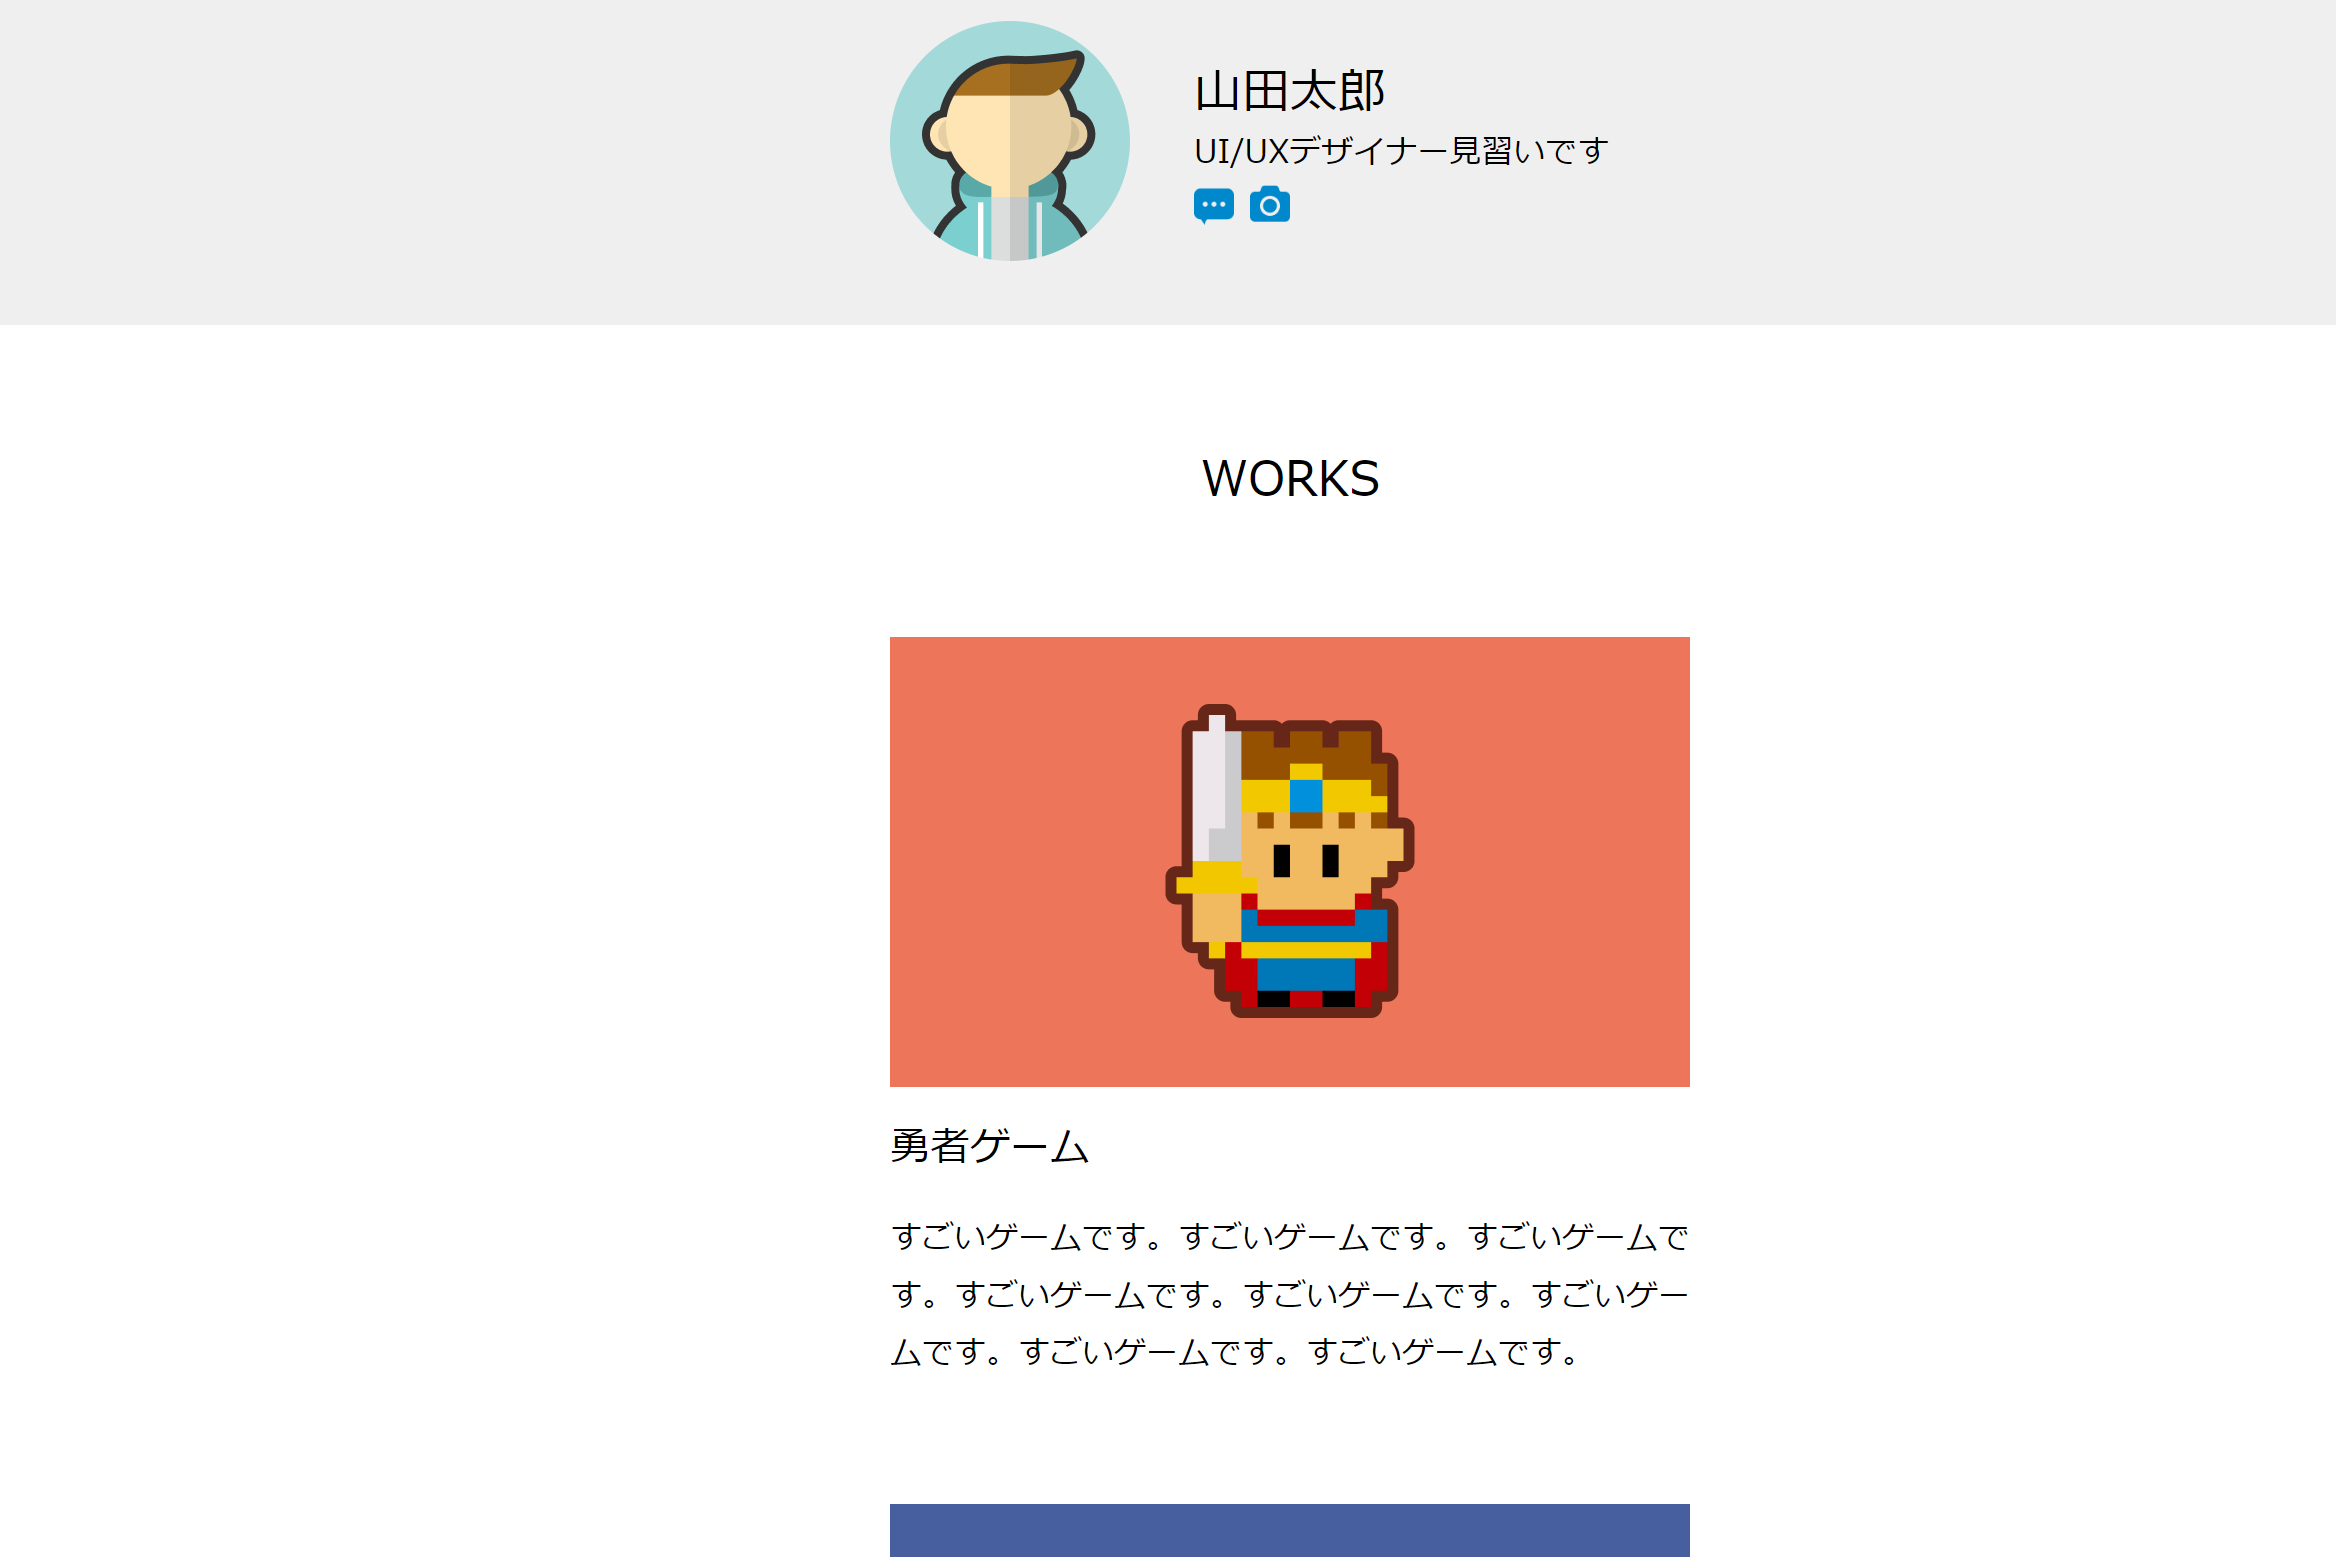 山田太郎
UI/UXデザイナー見習いです
WORKS
勇者ゲーム
すごいゲームです。すごいゲームです。すごいゲームで
す。すごいゲームです。すごいゲームです。すごいゲー
ムです。すごいゲームです。すごいゲームです。